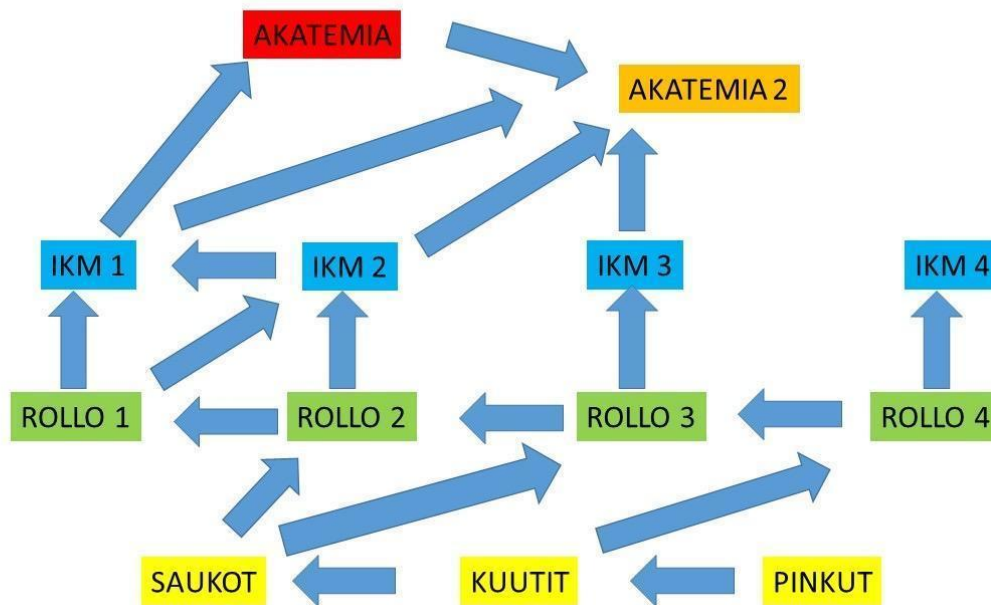 AKATEMIA
AKATEMIA 2
IKM 1
IKM 2
IKM 3
IKM 4
ROLLO 1
ROLLO 2
ROLLO 3
ROLLO 4
SAUKOT
KUUTIT
PINKUT